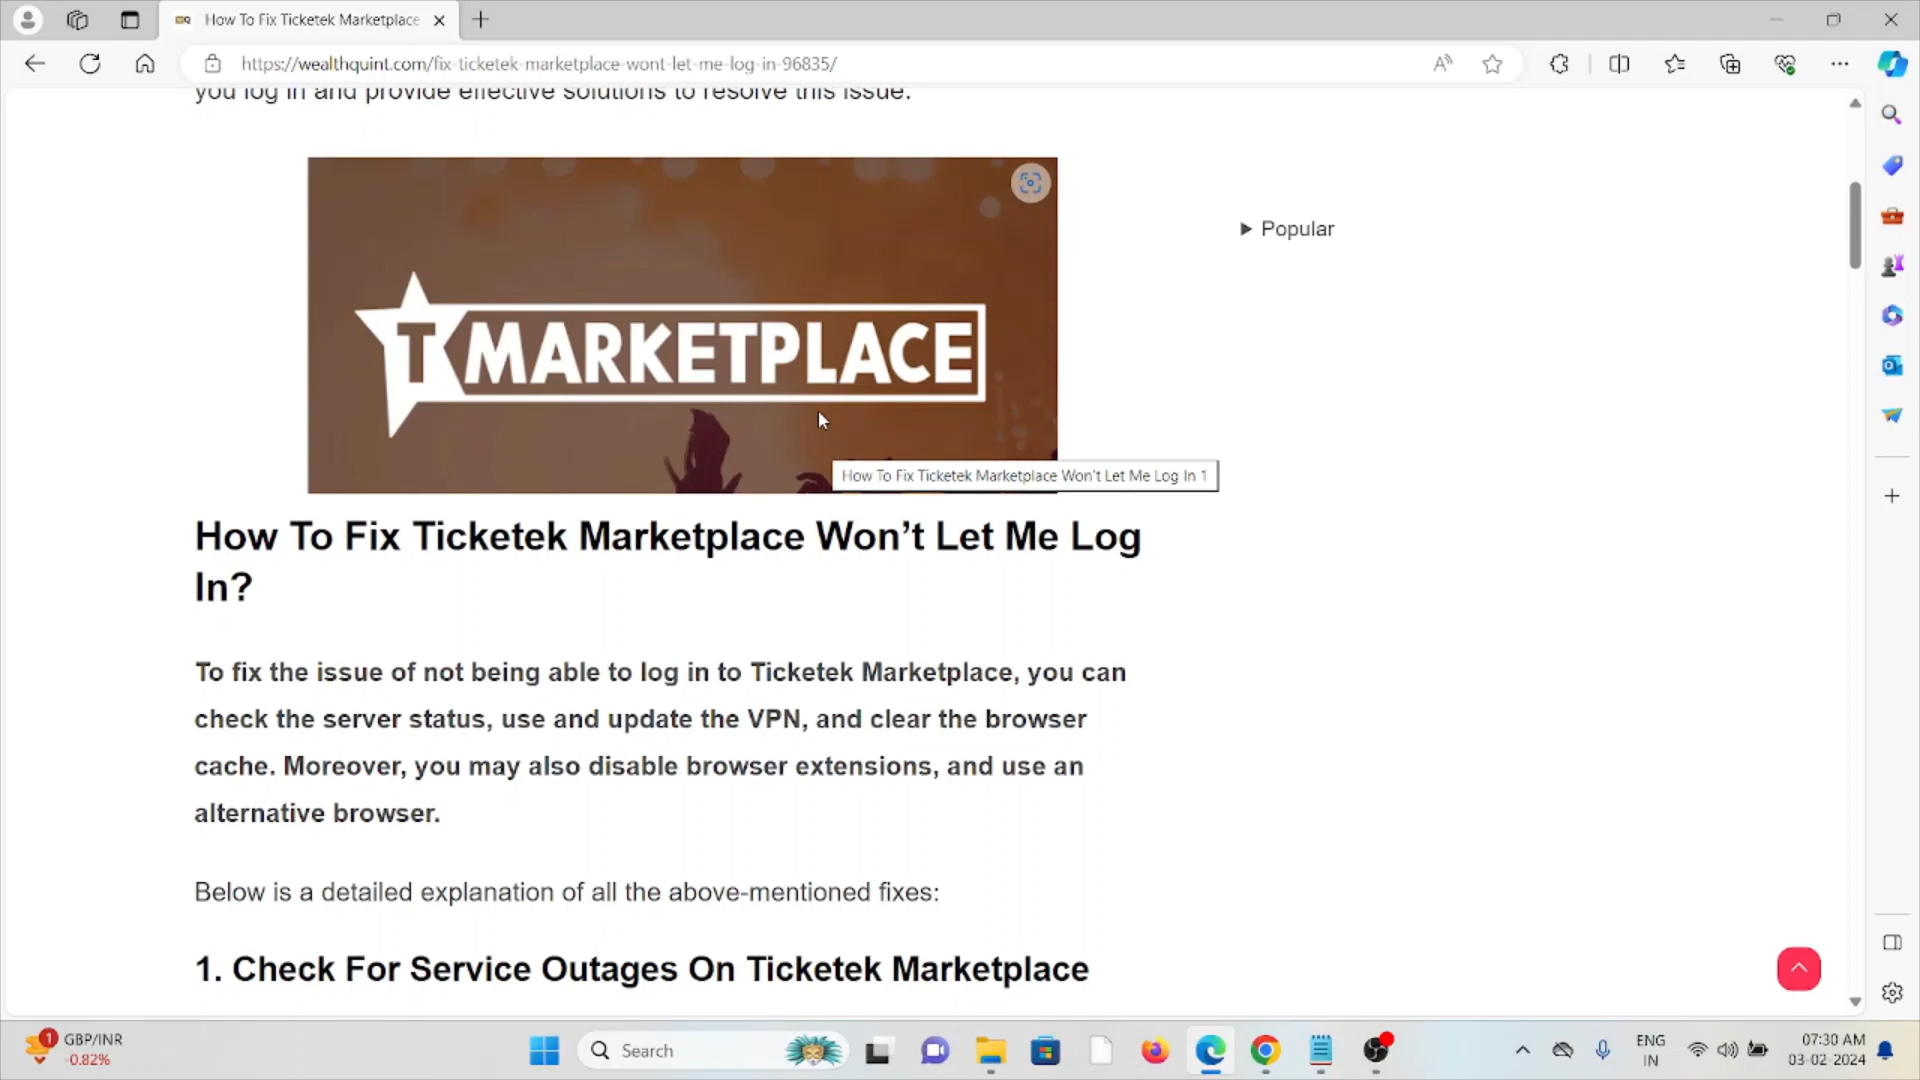 How To Fix Ticketek Marketplace
https://wealthquint.com/fix-ticketek-marketplace-wont-let-me-log-in-96835/
you log in and provide effective solutions to resolve this issue.
T MARKETPLACE
Popular
How To Fix Ticketek Marketplace Won't Let Me Log In 1
How To Fix Ticketek Marketplace Won’t Let Me Log
In?
To fix the issue of not being able to log in to Ticketek Marketplace, you can
check the server status, use and update the VPN, and clear the browser
cache. Moreover, you may also disable browser extensions, and use an
alternative browser.
Below is a detailed explanation of all the above-mentioned fixes:
1. Check For Service Outages On Ticketek Marketplace
1
GBP/INR
-0.82%
Search
ENG
IN
07:30 AM
03-02-2024